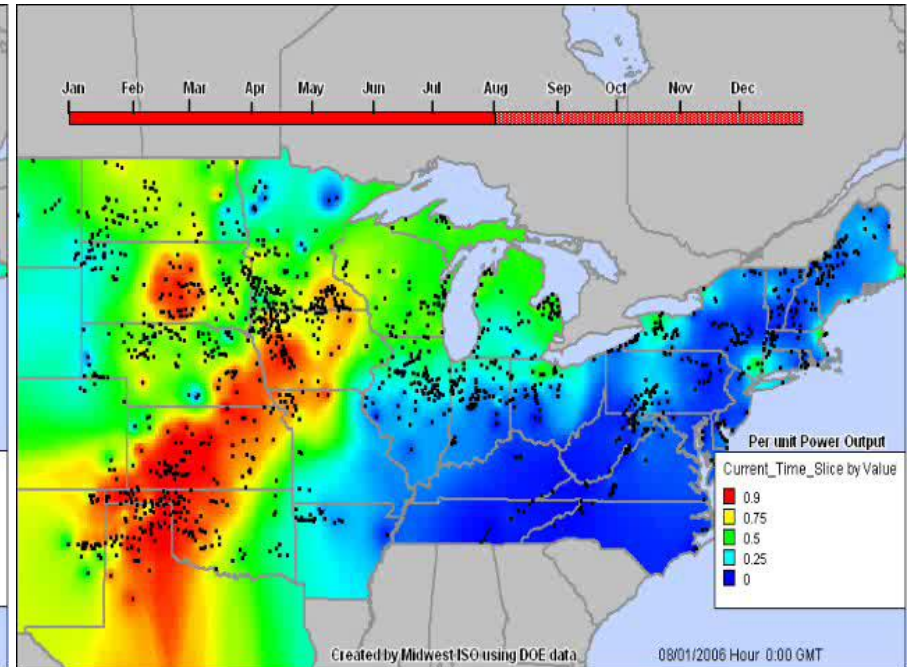 Jan Feb Mar Apr May Jun Jul Aug Sep Oct Nov Dec
Per unit Power Output
Current_Time_Slice by Value
0.9
0.75
0.5
0.25
0
Created by Midwest ISO using DOE data
08/01/2006 Hour 0:00 GMT